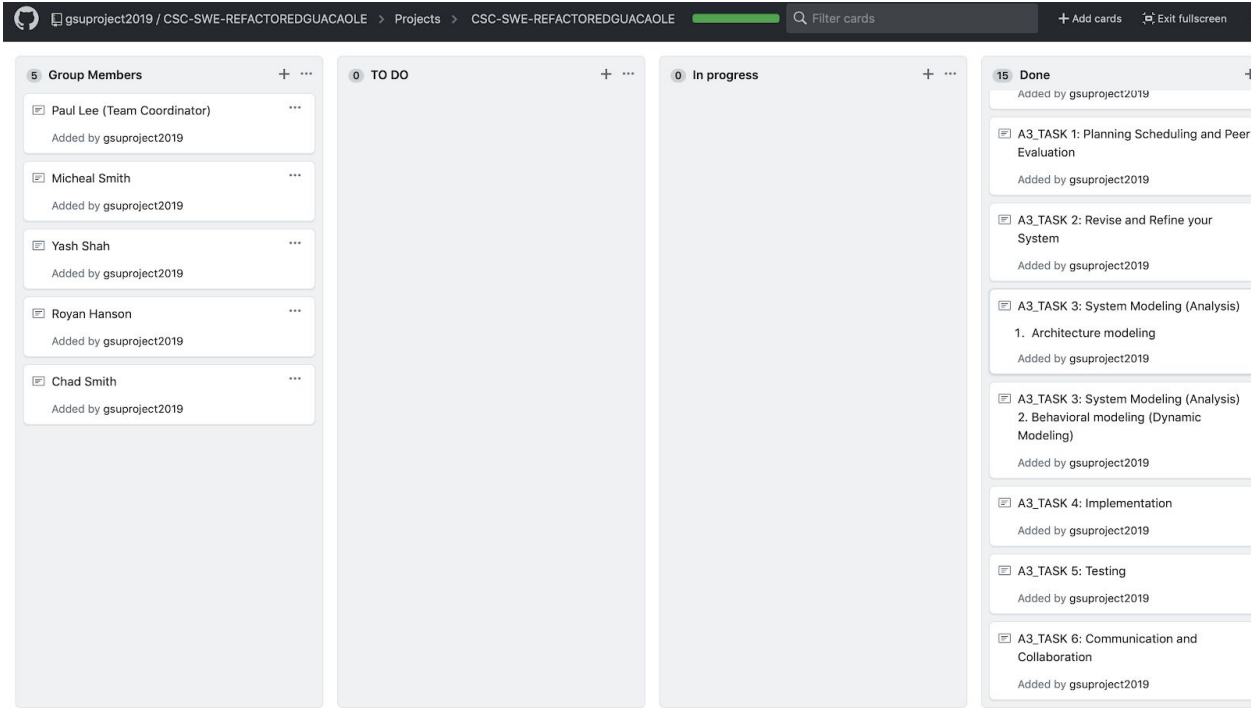 gsuproject2019 / CSC-SWE-REFACTOREDGUACAOLE > Projects > CSC-SWE-REFACTOREDGUACAOLE
Filter cards
+ Add cards
Exit fullscreen
5 Group Members
Paul Lee (Team Coordinator)
Added by gsuproject2019
Micheal Smith
Added by gsuproject2019
Yash Shah
Added by gsuproject2019
Royan Hanson
Added by gsuproject2019
Chad Smith
Added by gsuproject2019
0 TO DO
0 In progress
15 Done
Added by gsuproject2019
A3_TASK 1: Planning Scheduling and Peer
Evaluation
Added by gsuproject2019
A3_TASK 2: Revise and Refine your
System
Added by gsuproject2019
A3_TASK 3: System Modeling (Analysis)
1. Architecture modeling
Added by gsuproject2019
A3_TASK 3: System Modeling (Analysis)
2. Behavioral modeling (Dynamic
Modeling)
Added by gsuproject2019
A3_TASK 4: Implementation
Added by gsuproject2019
A3_TASK 5: Testing
Added by gsuproject2019
A3_TASK 6: Communication and
Collaboration
Added by gsuproject2019